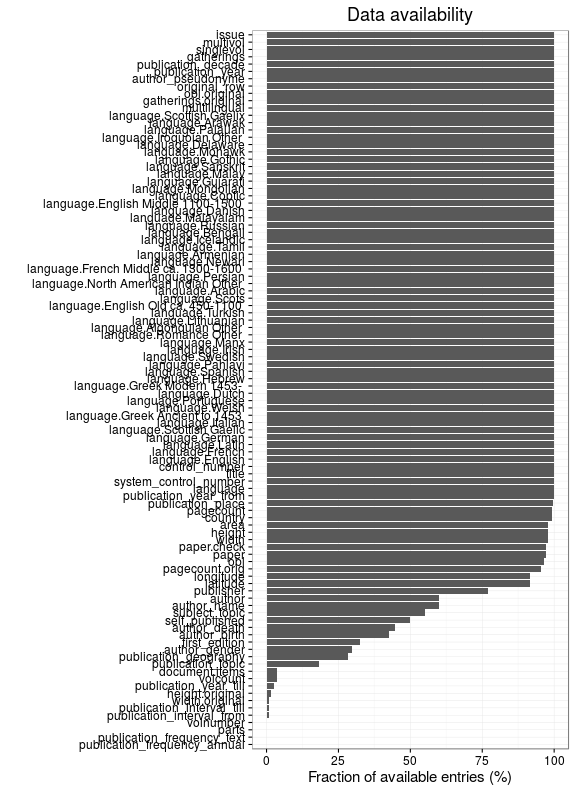 Data availability
issue
multivol
singlevol
gatherings
publication_decade
publication_year
author_pseudonyme
original_row
obl.original
gatherings.original
multilingual
language.Scottish Gaelix
language.Arawak
language.Palauan
language.Iroquoian Other
language.Delaware
language.Mohawk
language.Gothic
language.Sanskrit
language.Malay
language.Gujarati
language.Mongolian
language.Coptic
language.English Middle 1100-1500
language.Danish
language.Malayalam
language.Russian
language.Bengali
language.Icelandic
language.Tamil
language.Armenian
language.Newari
language.French Middle ca. 1300-1600
language.Persian
language.North American Indian Other
language.Arabic
language.Scots
language.English Old ca. 450-1100
language.Turkish
language.Lithuanian
language.Algonquian Other
language.Romance Other
language.Manx
language.Irish
language.Swedish
language.Pahlavi
language.Spanish
language.Hebrew
language.Greek Modern 1453-
language.Dutch
language.Portuguese
language.Welsh
language.Greek Ancient to 1453
language.Italian
language.Scottish Gaelic
language.German
language.Latin
language.French
language.English
control_number
title
system_control_number
language
publication_year_from
publication_place
pagecount
country
area
height
width
paper.check
paper
obl
pagecount.orig
longitude
latitude
publisher
author
author_name
subject_topic
self_published
author_death
author_birth
first_edition
author_gender
publication_geography
publication_topic
document.items
volcount
publication_year_till
height.original
width.original
publication_interval_till
publication_interval_from
volnumber
parts
publication_frequency_text
publication_frequency_annual
0 25 50 75 100
Fraction of available entries (%)